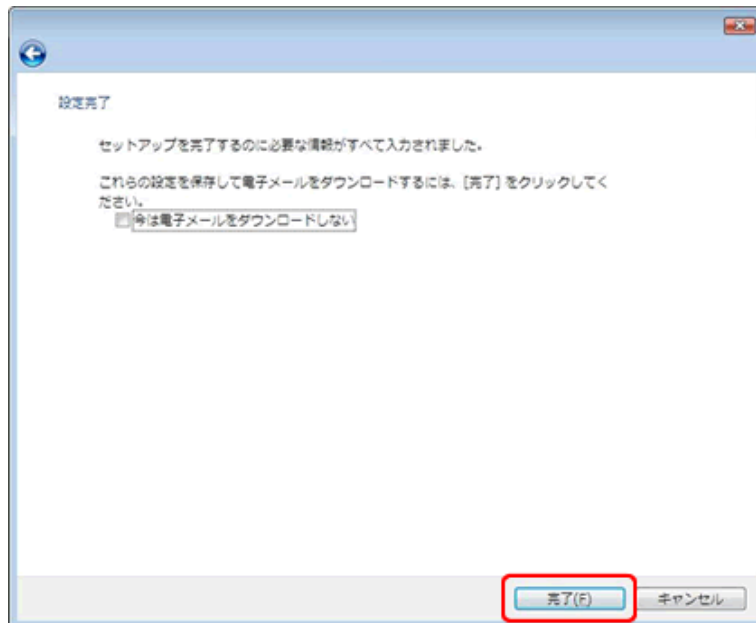 設定完了
セットアップを完了するのに必要な情報がすべて入力されました。
これらの設定を保存して電子メールをダウンロードするには、[完了] をクリックしてく
ださい。
今は電子メールをダウンロードしない
完了(F)
キャンセル